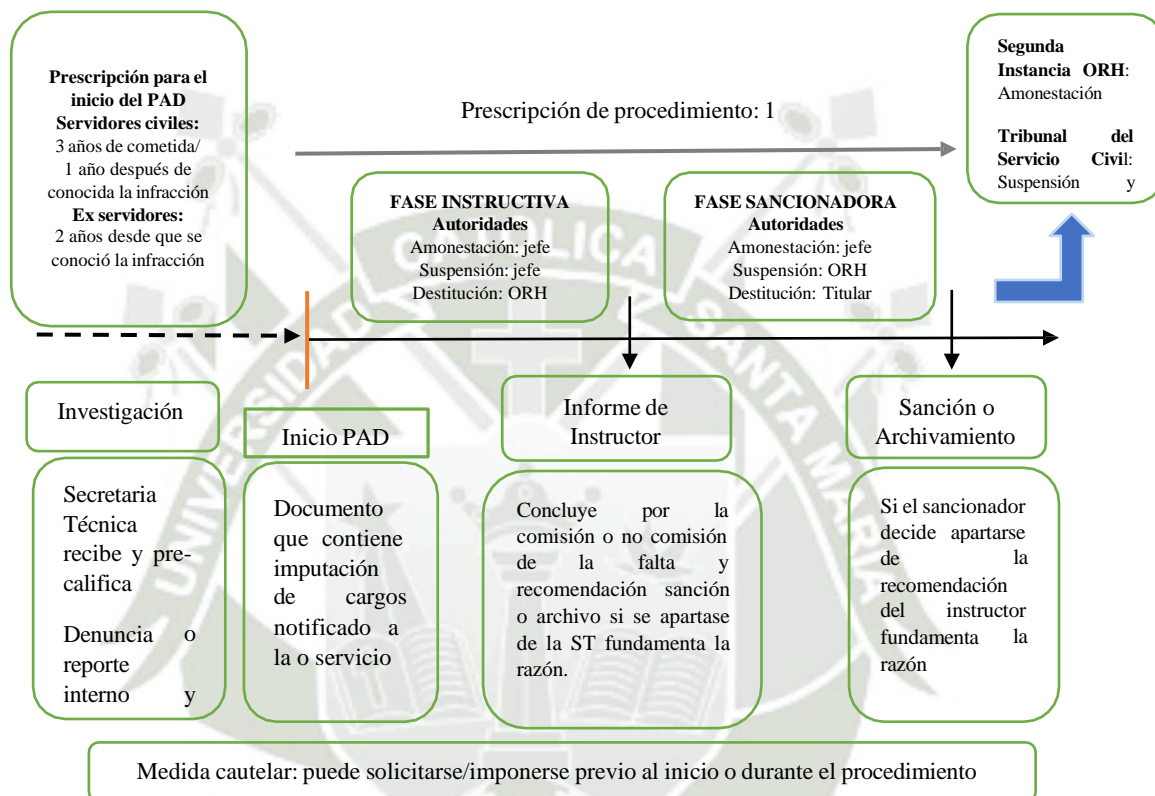 Prescripción para el
inicio del PAD
Servidores civiles:
3 años de cometida/
1 año después de
conocida la infracción
Ex servidores:
2 años desde que se
conoció la infracción
Prescripción de procedimiento: 1
Segunda
Instancia ORH:
Amonestación
Tribunal del
Servicio Civil:
Suspensión y
FASE INSTRUCTIVA
Autoridades
Amonestación: jefe
Suspensión: jefe
Destitución: ORH
FASE SANCIONADORA
Autoridades
Amonestación: jefe
Suspensión: ORH
Destitución: Titular
Investigación
Inicio PAD
Informe de
Instructor
Sanción o
Archivamiento
Secretaria
Técnica
recibe y pre-
califica
Denuncia o
reporte
interno y
Documento
que contiene
imputación
de cargos
notificado a
la o servicio
Concluye por la
comisión o no comisión
de la falta y
recomendación sanción
o archivo si se apartase
de la ST fundamenta la
razón.
Si el sancionador
decide apartarse
de la
recomendación
del instructor
fundamenta la
razón
Medida cautelar: puede solicitarse/imponerse previo al inicio o durante el procedimiento
UNIVERSIDAD CATOLICA SANTA MARIA